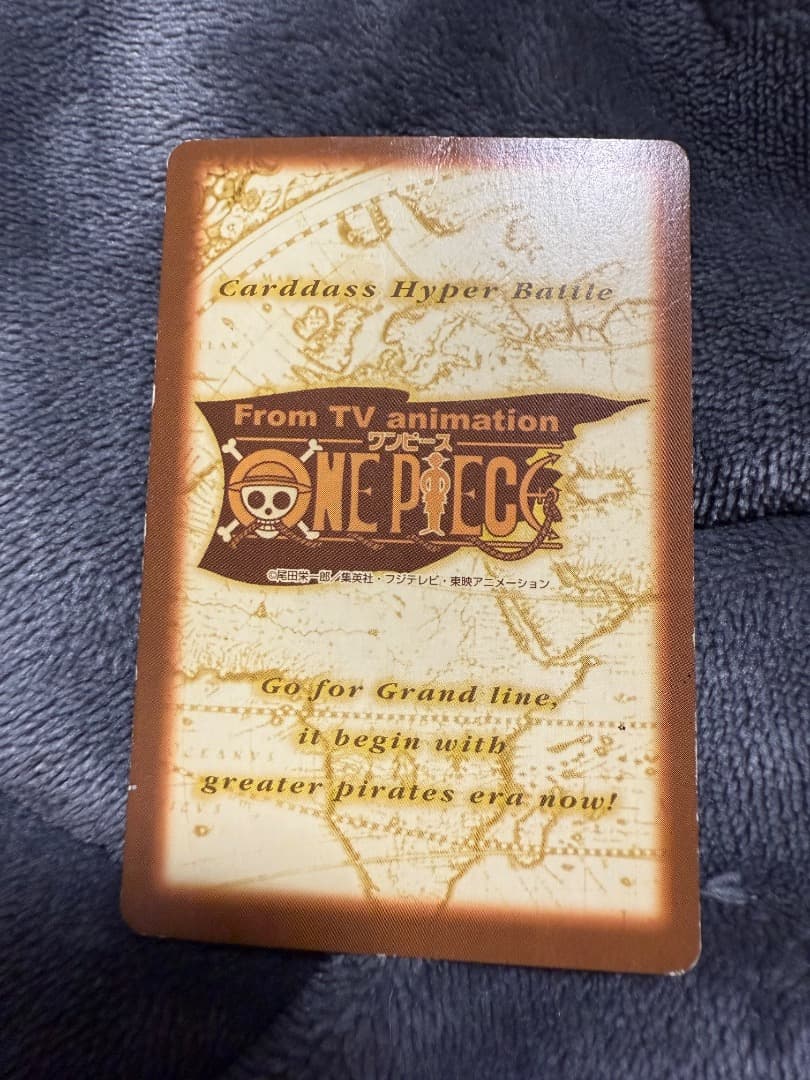 Carddass Hyper Battle
From TV animation
ワンピース
ONE PIECE
©尾田栄一郎／集英社・フジテレビ・東映アニメーション
Go for Grand line,
it begin with
greater pirates era now!